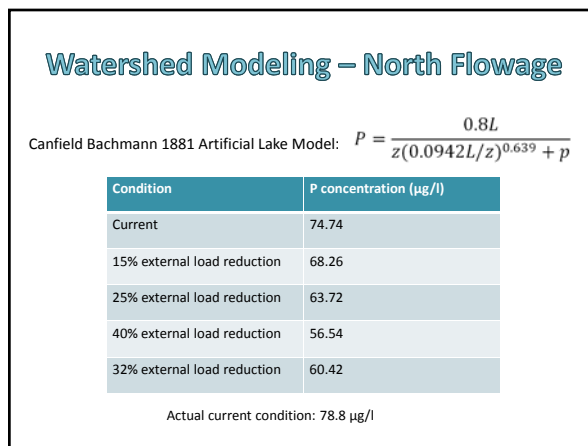 Watershed Modeling – North Flowage
Canfield Bachmann 1881 Artificial Lake Model: P = 0.8L / z(0.0942L/z)^0.639 + p
Condition P concentration (µg/l)
Current 74.74
15% external load reduction 68.26
25% external load reduction 63.72
40% external load reduction 56.54
32% external load reduction 60.42
Actual current condition: 78.8 µg/l